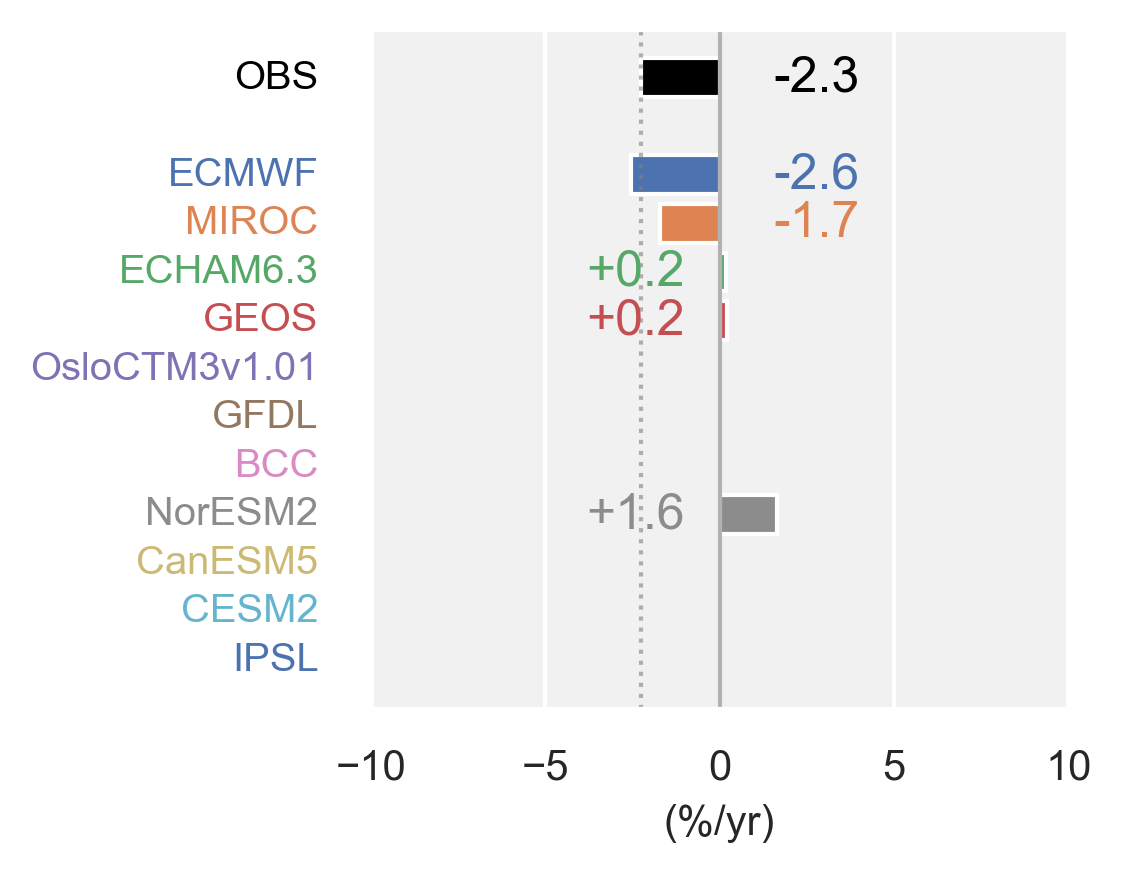 OBS -2.3
ECMWF -2.6
MIROC -1.7
ECHAM6.3 +0.2
GEOS +0.2
OsloCTM3v1.01
GFDL
BCC
NorESM2 +1.6
CanESM5
CESM2
IPSL
−10 −5 0 5 10
(%/yr)